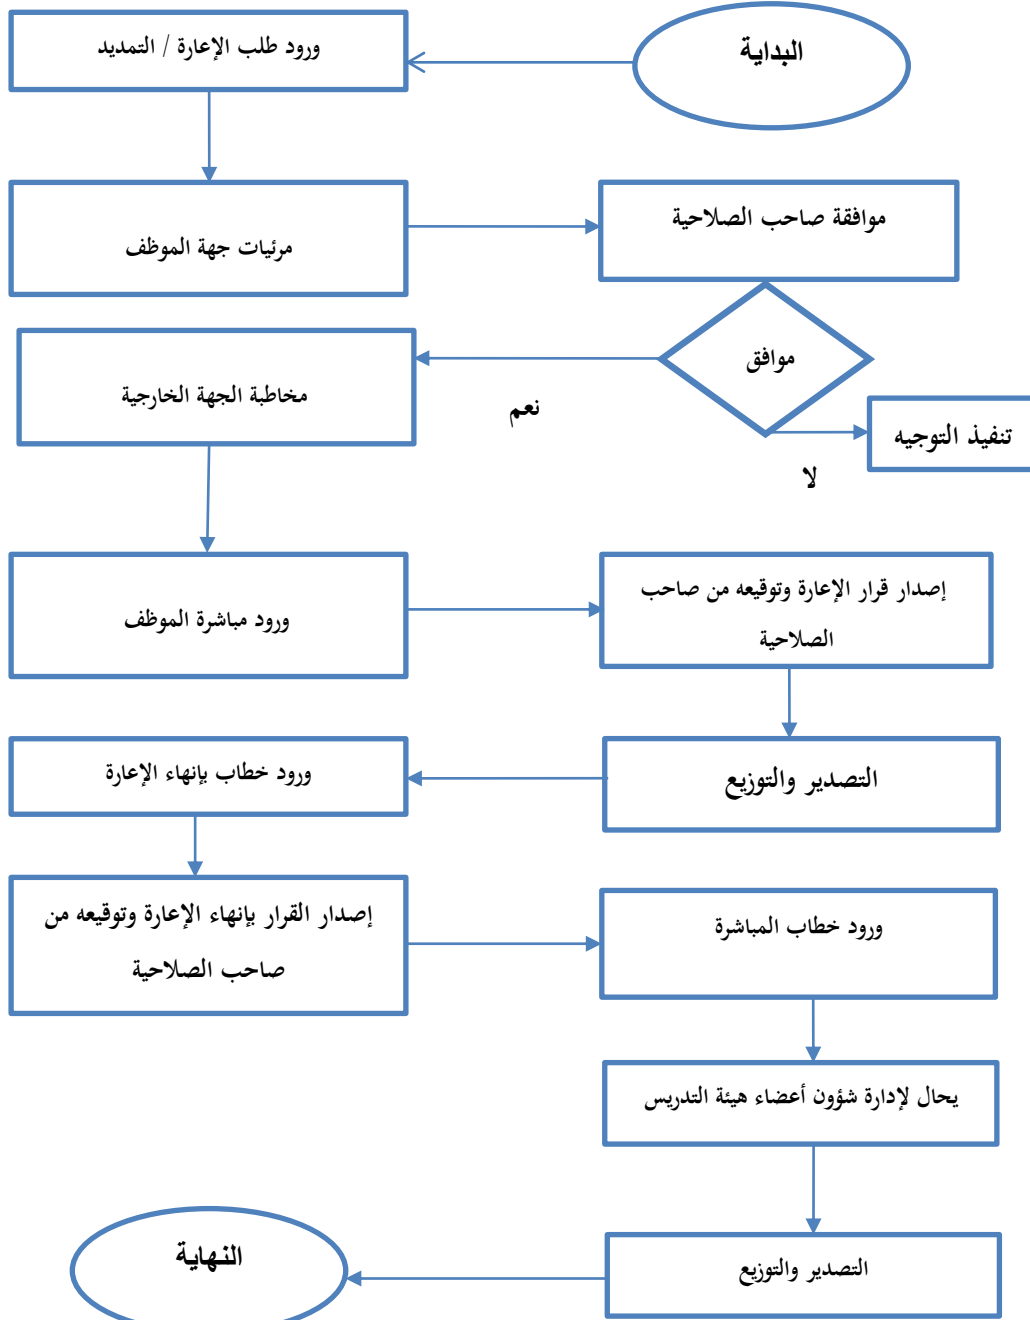 البداية
ورود طلب الإعارة / التمديد
مرئيات جهة الموظف
موافقة صاحب الصلاحية
موافق
نعم
لا
تنفيذ التوجيه
مخاطبة الجهة الخارجية
ورود مباشرة الموظف
إصدار قرار الإعارة وتوقيعه من صاحب
الصلاحية
التصدير والتوزيع
ورود خطاب بإنهاء الإعارة
إصدار القرار بإنهاء الإعارة وتوقيعه من
صاحب الصلاحية
ورود خطاب المباشرة
يحال لإدارة شؤون أعضاء هيئة التدريس
التصدير والتوزيع
النهاية